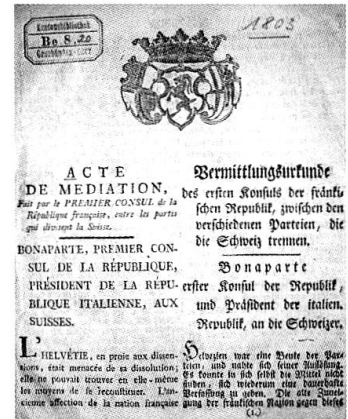 Kantonsbibliothek
Be S. 20
1803
ACTE
DE MEDIATION,
Fait par le PREMIER CONSUL de la
République française, entre les partis
qui divisent la Suisse.
BONAPARTE, PREMIER CON-
SUL DE LA RÉPUBLIQUE,
PRÉSIDENT DE LA RÉPU-
BLIQUE ITALIENNE, AUX
SUISSES.
L'HELVÉTIE, en proie aux dissen-
tions, était menacée de sa dissolution;
elle ne pouvait trouver en elle-même
les moyens de se reconstituer. L'an-
cienne affection de la nation française
Vermittlungsurkunde
des ersten Konsuls der fränki-
schen Republik, zwischen den
verschiedenen Parteien, die
die Schweiz trennen.
Bonaparte
erster Konsul der Republik,
und Präsident der italien.
Republik, an die Schweizer.
Helvetien war eine Beute der Par-
teien, und nahte sich seiner Auflösung.
Es konnte in sich selbst die Mittel nicht
finden, sich wiederum eine dauerhafte
Verfassung zu geben. Die alte Zunei-
gung der fränkischen Nazion gegen dieses
(1.)